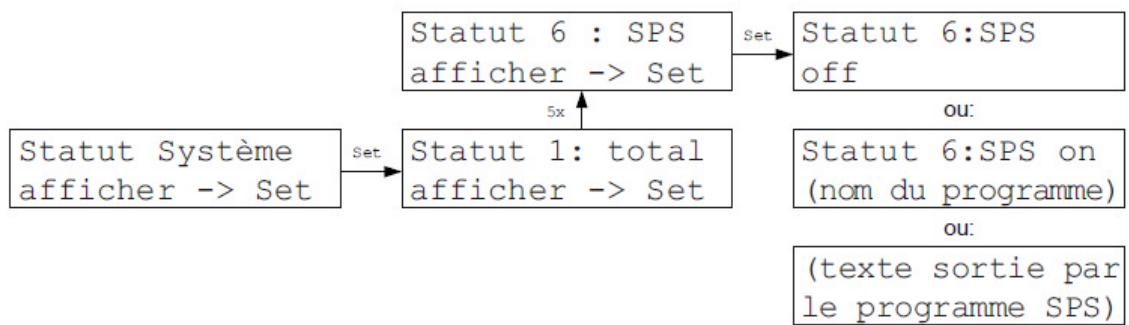 Statut 6 : SPS
afficher -> Set
Set
Statut 6:SPS
off
5x
ou:
Statut Système
afficher -> Set
Set
Statut 1: total
afficher -> Set
Statut 6:SPS on
(nom du programme)
ou:
(texte sortie par
le programme SPS)